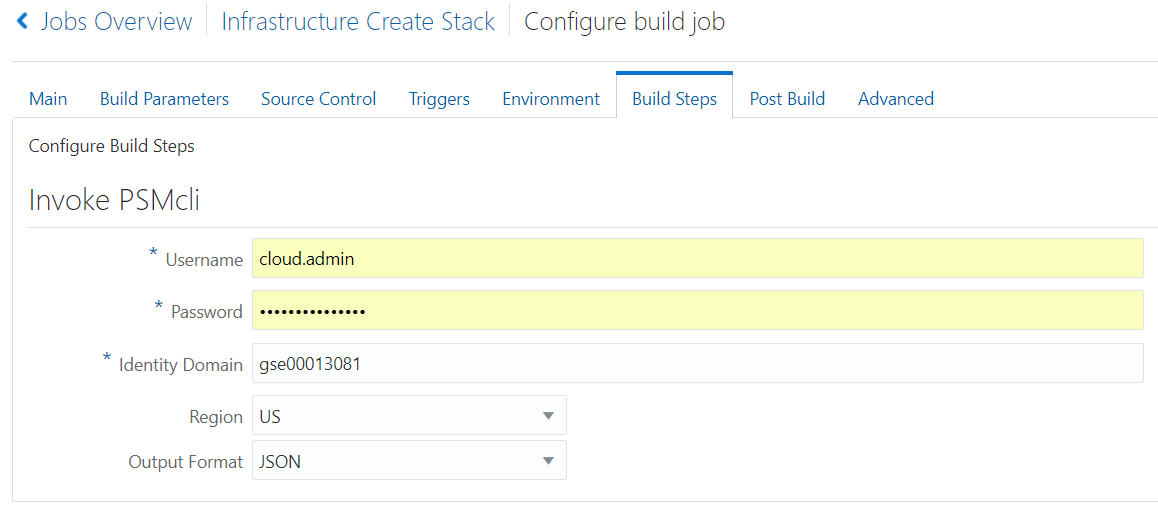 Jobs Overview Infrastructure Create Stack Configure build job
Main Build Parameters Source Control Triggers Environment Build Steps Post Build Advanced
Configure Build Steps
Invoke PSMcli
* Username cloud.admin
* Password •••••••••••••••
* Identity Domain gse00013081
Region US
Output Format JSON